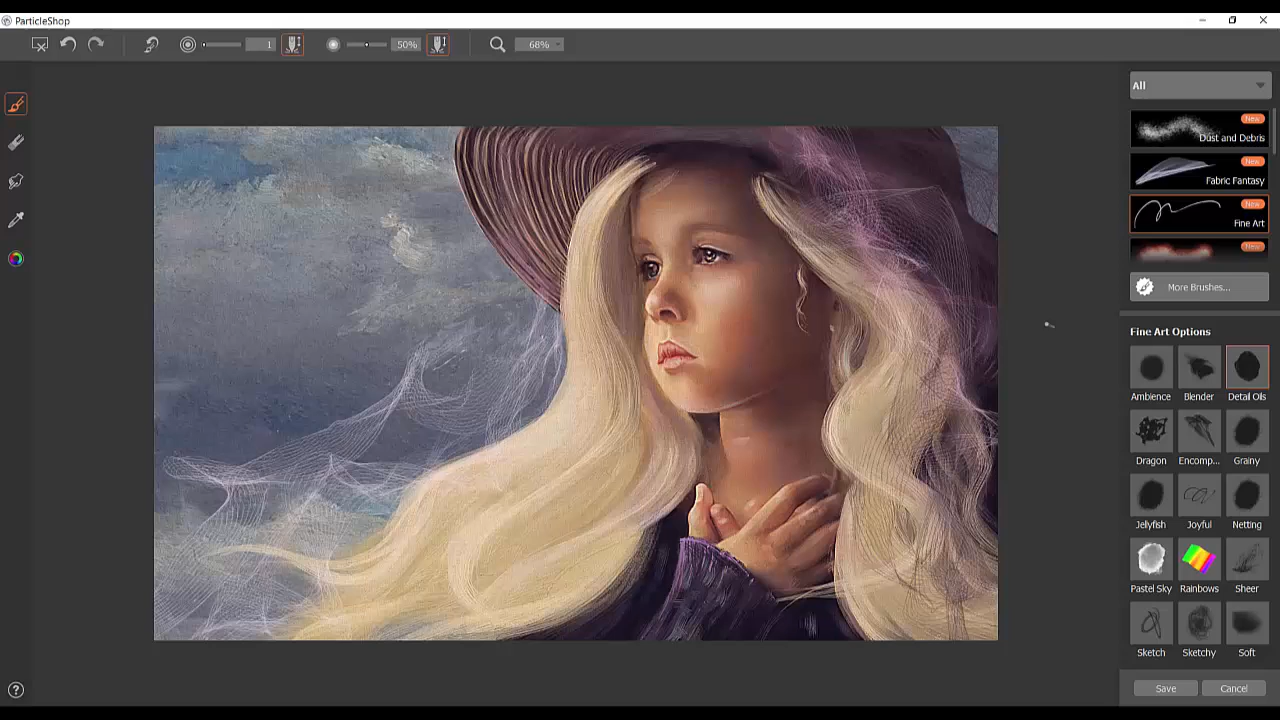 ParticleShop
1
50%
68%
All
New
Dust and Debris
New
Fabric Fantasy
New
Fine Art
New
More Brushes...
Fine Art Options
Ambience Blender Detail Oils
Dragon Encomp... Grainy
Jellyfish Joyful Netting
Pastel Sky Rainbows Sheer
Sketch Sketchy Soft
Save Cancel